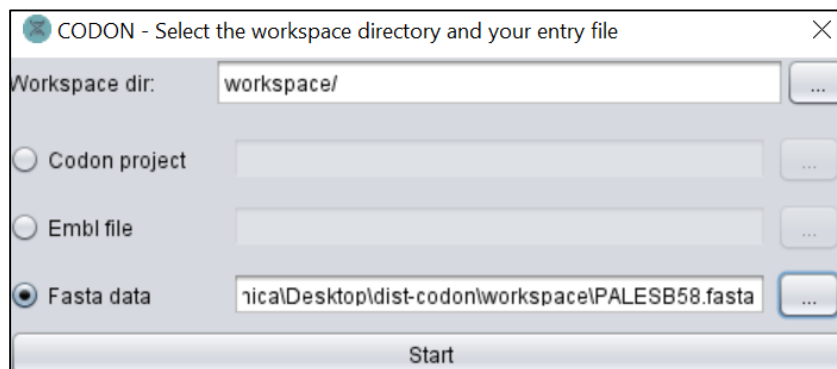 CODON - Select the workspace directory and your entry file
Workspace dir: workspace/ ...
Codon project ...
Embl file ...
Fasta data nica\Desktop\dist-codon\workspace\PALESB58.fasta ...
Start